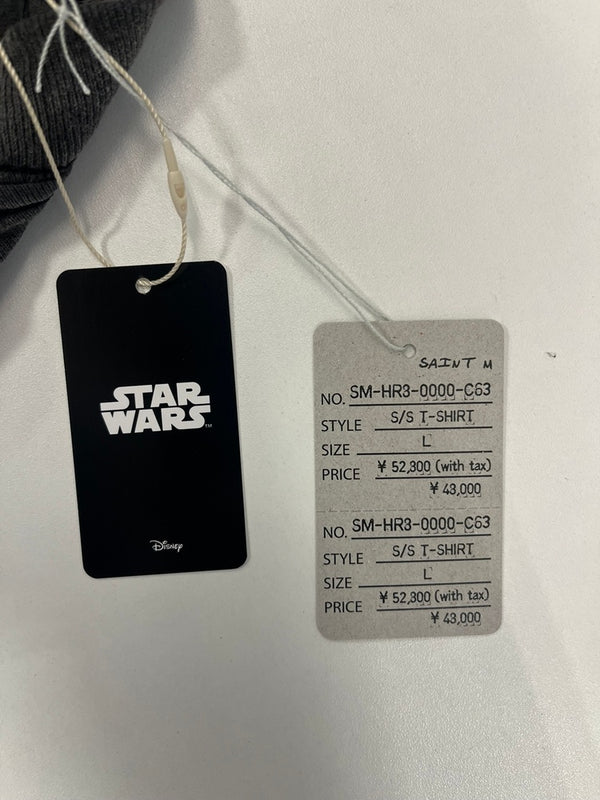 STAR
WARS
Disney
SAINT M
NO. SM-HR3-0000-C63
STYLE S/S T-SHIRT
SIZE L
PRICE ¥ 52,300 (with tax)
¥ 43,000
NO. SM-HR3-0000-C63
STYLE S/S T-SHIRT
SIZE L
PRICE ¥ 52,300 (with tax)
¥ 43,000